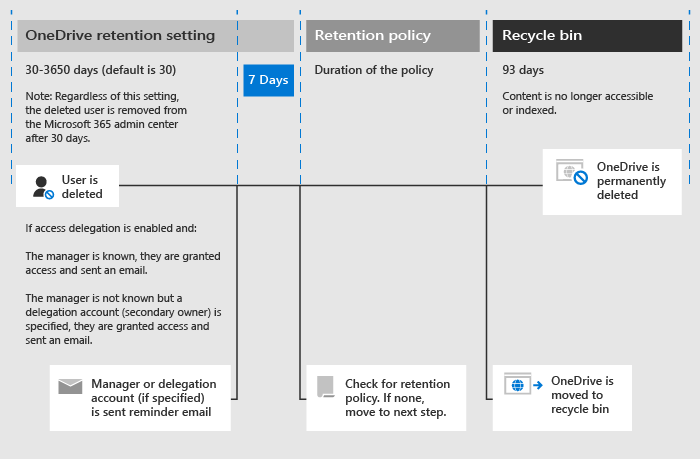 OneDrive retention setting
Retention policy
Recycle bin
30-3650 days (default is 30)
7 Days
Duration of the policy
93 days
Note: Regardless of this setting,
the deleted user is removed from
the Microsoft 365 admin center
after 30 days.
Content is no longer accessible
or indexed.
User is
deleted
OneDrive is
permanently
deleted
If access delegation is enabled and:
The manager is known, they are granted
access and sent an email.
The manager is not known but a
delegation account (secondary owner) is
specified, they are granted access and
sent an email.
Manager or delegation
account (if specified)
is sent reminder email
Check for retention
policy. If none,
move to next step.
OneDrive is
moved to
recycle bin